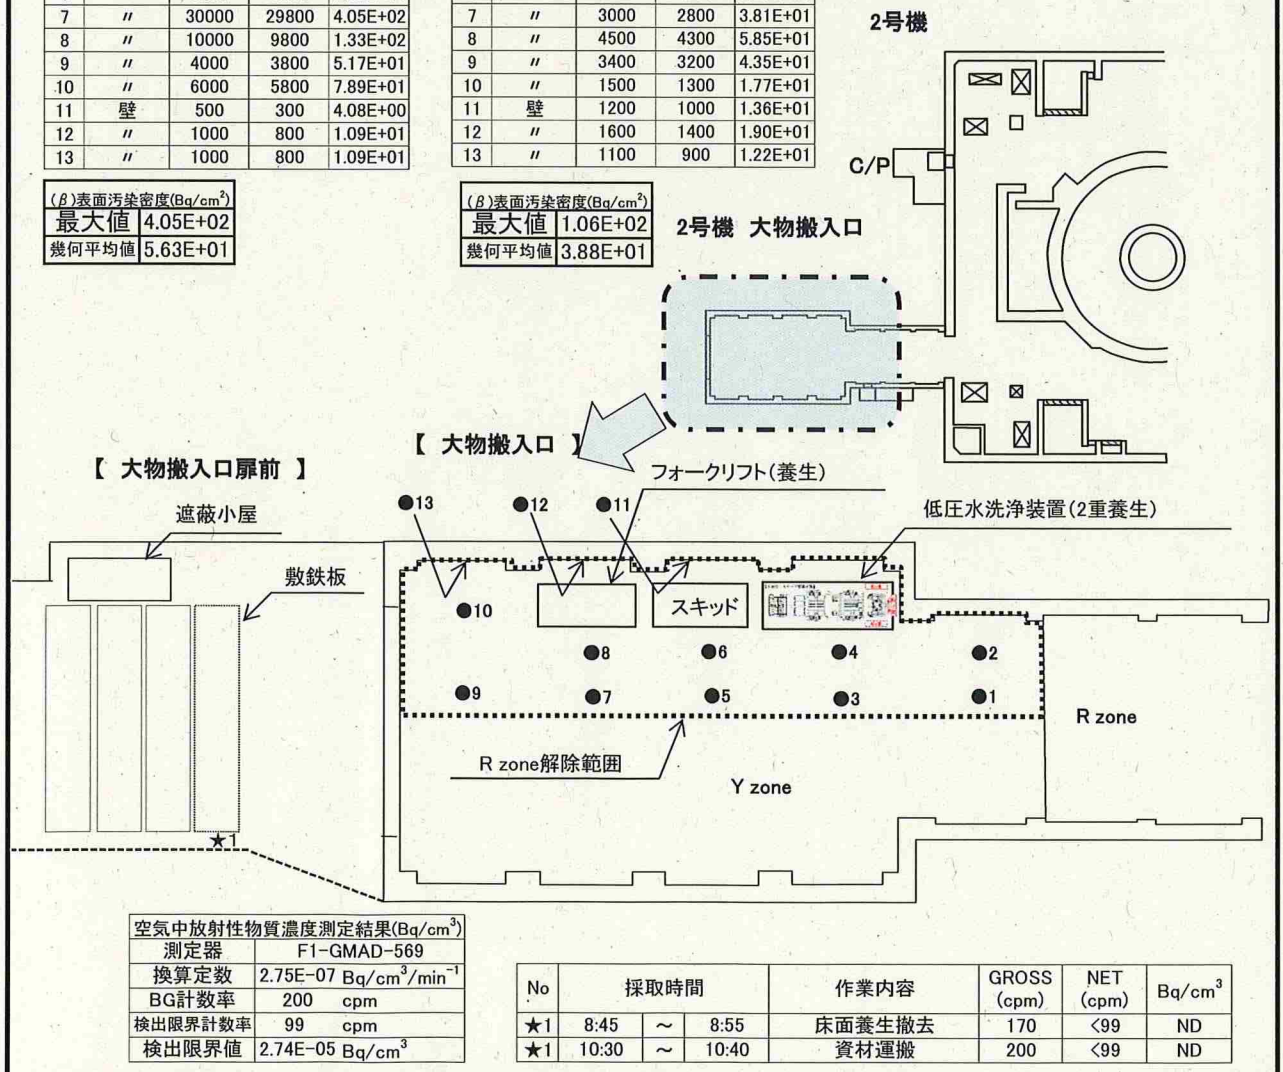 7 〃 30000 29800 4.05E+02
8 〃 10000 9800 1.33E+02
9 〃 4000 3800 5.17E+01
10 〃 6000 5800 7.89E+01
11 壁 500 300 4.08E+00
12 〃 1000 800 1.09E+01
13 〃 1000 800 1.09E+01
(β)表面汚染密度(Bq/cm²)
最大値 4.05E+02
幾何平均値 5.63E+01
7 〃 3000 2800 3.81E+01
8 〃 4500 4300 5.85E+01
9 〃 3400 3200 4.35E+01
10 〃 1500 1300 1.77E+01
11 壁 1200 1000 1.36E+01
12 〃 1600 1400 1.90E+01
13 〃 1100 900 1.22E+01
(β)表面汚染密度(Bq/cm²)
最大値 1.06E+02
幾何平均値 3.88E+01
2号機
C/P
2号機 大物搬入口
【 大物搬入口 】
【 大物搬入口扉前 】
フォークリフト(養生)
低圧水洗浄装置(2重養生)
遮蔽小屋
敷鉄板
13
12
11
スキッド
10
8
6
4
2
9
7
5
3
1
R zone
R zone解除範囲
Y zone
★1
空気中放射性物質濃度測定結果(Bq/cm³)
測定器 F1-GMAD-569
換算定数 2.75E-07 Bq/cm³/min⁻¹
BG計数率 200 cpm
検出限界計数率 99 cpm
検出限界値 2.74E-05 Bq/cm³
No 採取時間 作業内容 GROSS (cpm) NET (cpm) Bq/cm³
★1 8:45 ～ 8:55 床面養生撤去 170 <99 ND
★1 10:30 ～ 10:40 資材運搬 200 <99 ND